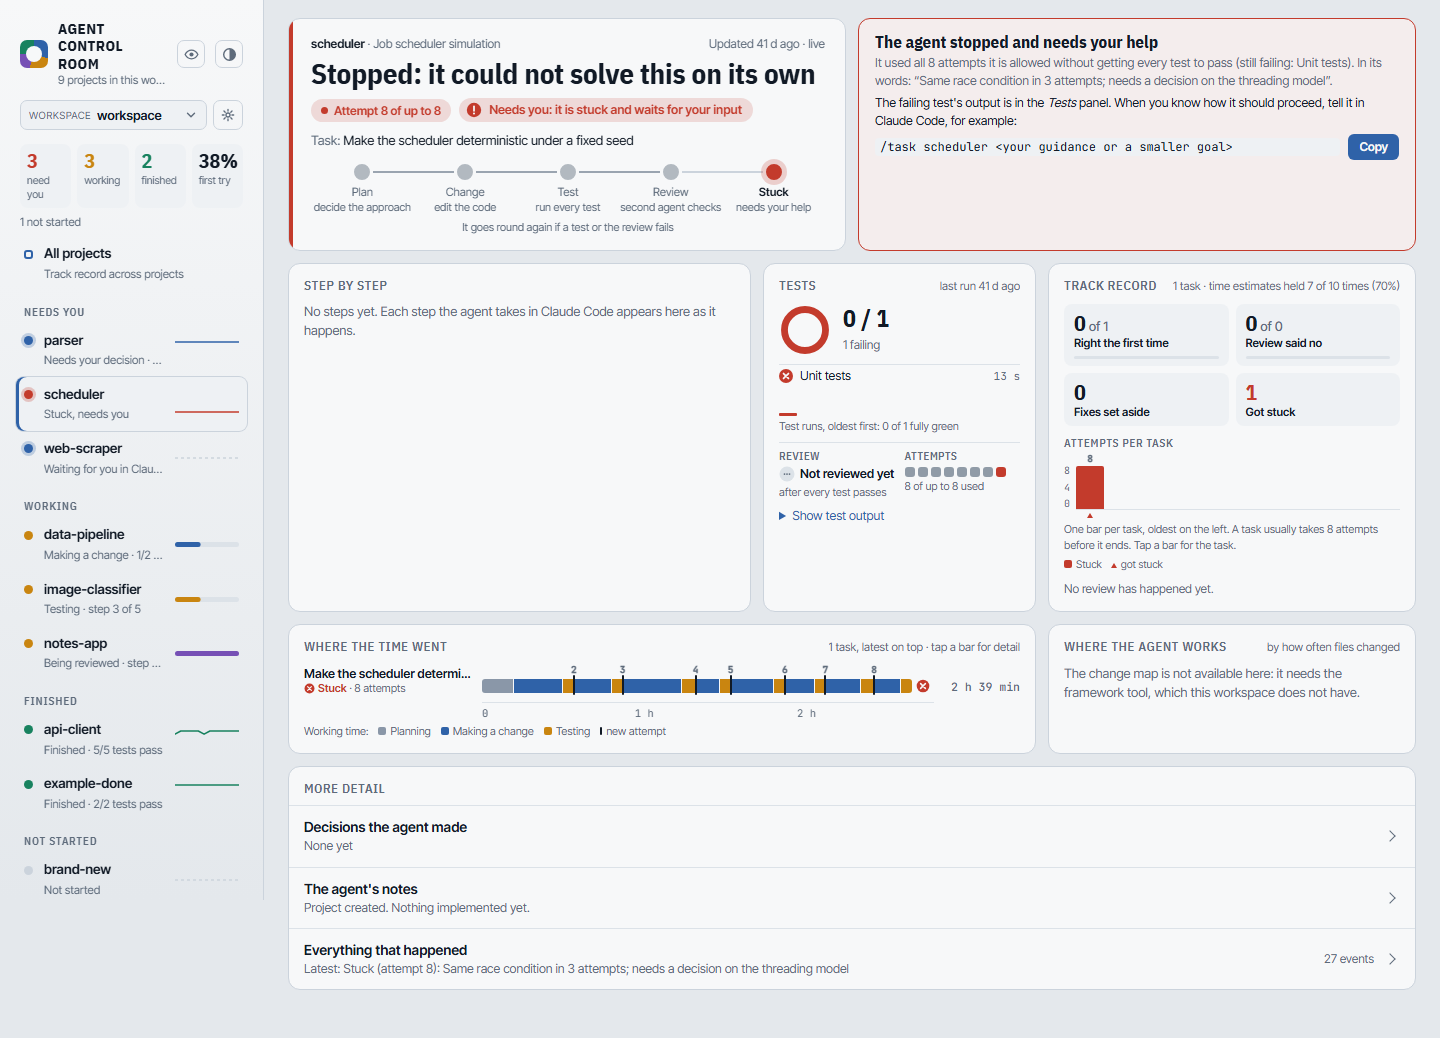 AGENT
CONTROL
ROOM
9 projects in this wo...
WORKSPACE workspace
3 need you
3 working
2 finished
38% first try
1 not started
All projects
Track record across projects
NEEDS YOU
parser
Needs your decision · ...
scheduler
Stuck, needs you
web-scraper
Waiting for you in Clau...
WORKING
data-pipeline
Making a change · 1/2 ...
image-classifier
Testing · step 3 of 5
notes-app
Being reviewed · step ...
FINISHED
api-client
Finished · 5/5 tests pass
example-done
Finished · 2/2 tests pass
NOT STARTED
brand-new
Not started
scheduler · Job scheduler simulation
Updated 41 d ago · live
Stopped: it could not solve this on its own
Attempt 8 of up to 8
Needs you: it is stuck and waits for your input
Task: Make the scheduler deterministic under a fixed seed
Plan
decide the approach
Change
edit the code
Test
run every test
Review
second agent checks
Stuck
needs your help
It goes round again if a test or the review fails
The agent stopped and needs your help
It used all 8 attempts it is allowed without getting every test to pass (still failing: Unit tests). In its
words: “Same race condition in 3 attempts; needs a decision on the threading model”.
The failing test's output is in the Tests panel. When you know how it should proceed, tell it in
Claude Code, for example:
/task scheduler <your guidance or a smaller goal>
Copy
STEP BY STEP
No steps yet. Each step the agent takes in Claude Code appears here as it
happens.
TESTS
last run 41 d ago
0 / 1
1 failing
Unit tests
13 s
Test runs, oldest first: 0 of 1 fully green
REVIEW
Not reviewed yet
after every test passes
ATTEMPTS
8 of up to 8 used
Show test output
TRACK RECORD
1 task · time estimates held 7 of 10 times (70%)
0 of 1
Right the first time
0 of 0
Review said no
0
Fixes set aside
1
Got stuck
ATTEMPTS PER TASK
8
8
4
0
One bar per task, oldest on the left. A task usually takes 8 attempts
before it ends. Tap a bar for the task.
Stuck
got stuck
No review has happened yet.
WHERE THE TIME WENT
1 task, latest on top · tap a bar for detail
Make the scheduler determi...
Stuck · 8 attempts
2 3 4 5 6 7 8
2 h 39 min
0 1 h 2 h
Working time: Planning Making a change Testing new attempt
WHERE THE AGENT WORKS
by how often files changed
The change map is not available here: it needs the
framework tool, which this workspace does not have.
MORE DETAIL
Decisions the agent made
None yet
The agent's notes
Project created. Nothing implemented yet.
Everything that happened
Latest: Stuck (attempt 8): Same race condition in 3 attempts; needs a decision on the threading model
27 events